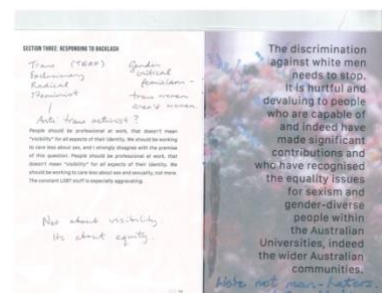 SECTION THREE: RESPONDING TO BACKLASH
Trans (TERF)
Exclusionary
Radical
Feminist
Gender
critical
feminism -
trans women
aren't women
Anti trans activist?
People should be professional at work, that doesn't mean
"visibility" for all aspects of their identity. We should be working
to care less about sex, and I strongly disagree with the premise
of this question. People should be professional at work, that
doesn't mean "visibility" for all aspects of their identity. We
should be working to care less about sex and sexuality, not more.
The constant LGBT stuff is especially aggravating.
Not about visibility
Its about equity.
The discrimination
against white men
needs to stop.
It is hurtful and
devaluing to people
who are capable of
and indeed have
made significant
contributions and
who have recognised
the equality issues
for sexism and
gender-diverse
people within
the Australian
Universities, indeed
the wider Australian
communities.
not man-haters.